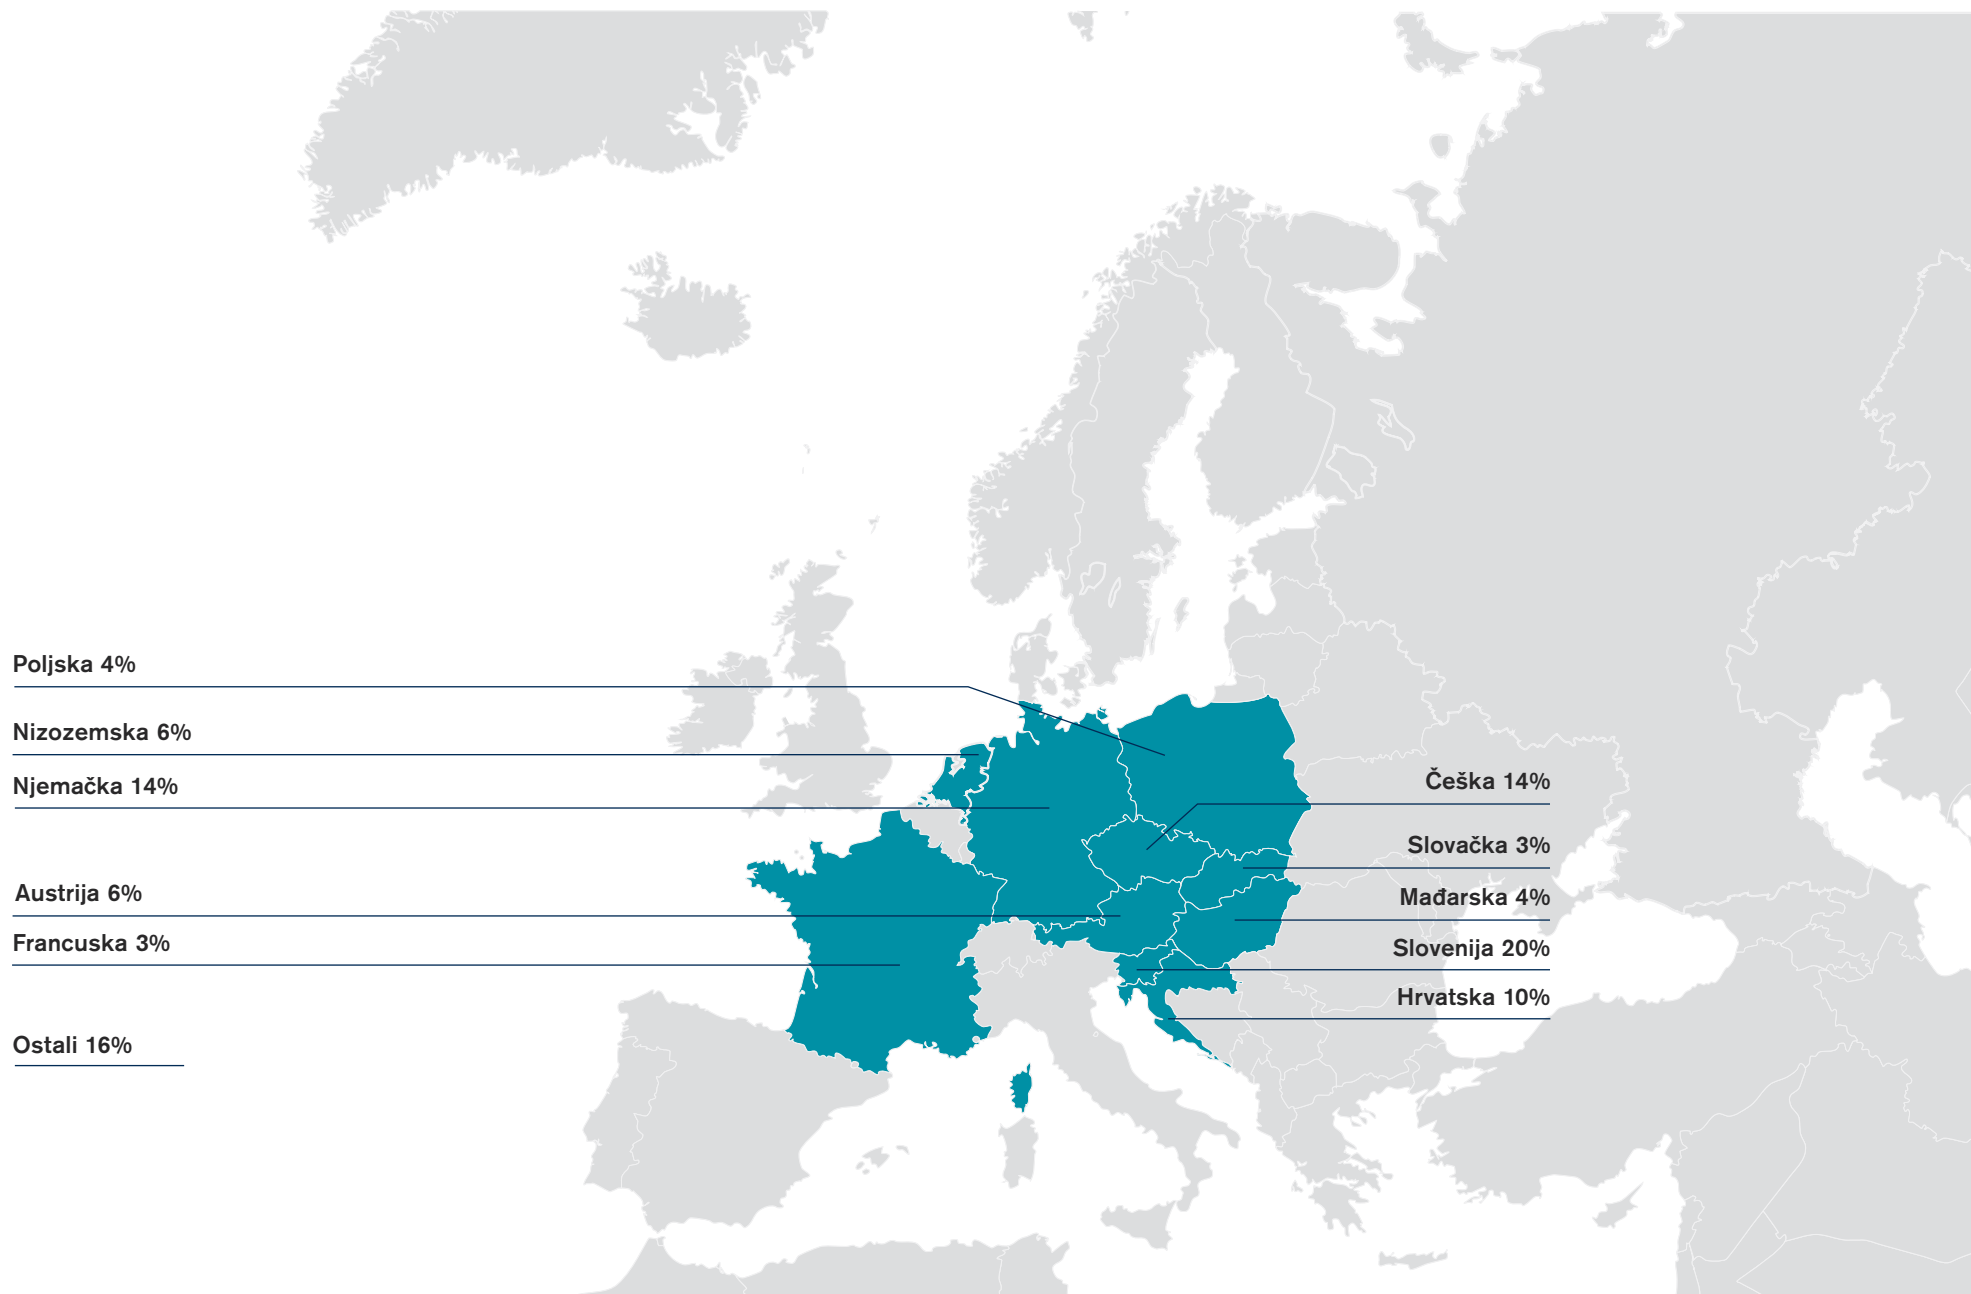 Poljska 4%
Nizozemska 6%
Njemačka 14%
Austrija 6%
Francuska 3%
Ostali 16%
Češka 14%
Slovačka 3%
Mađarska 4%
Slovenija 20%
Hrvatska 10%